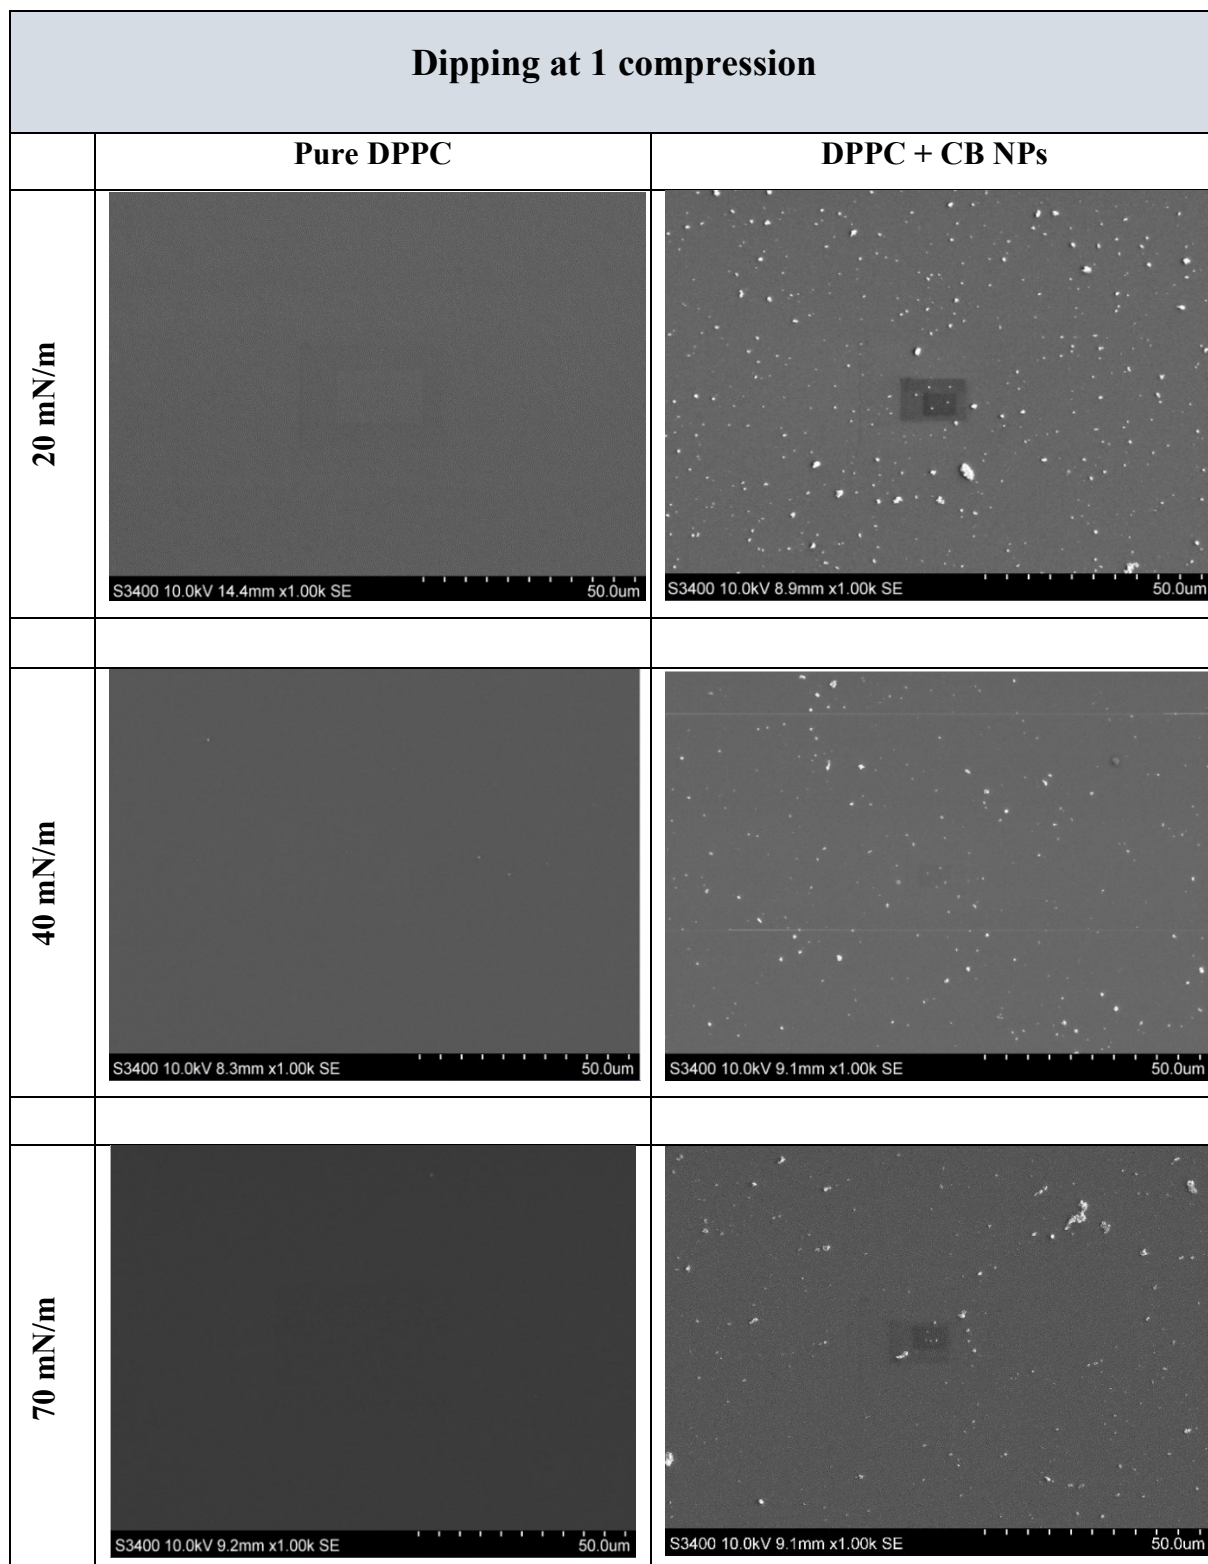 Dipping at 1 compression
Pure DPPC
DPPC + CB NPs
20 mN/m
S3400 10.0kV 14.4mm x1.00k SE
50.0um
S3400 10.0kV 8.9mm x1.00k SE
50.0um
40 mN/m
S3400 10.0kV 8.3mm x1.00k SE
50.0um
S3400 10.0kV 9.1mm x1.00k SE
50.0um
70 mN/m
S3400 10.0kV 9.2mm x1.00k SE
50.0um
S3400 10.0kV 9.1mm x1.00k SE
50.0um